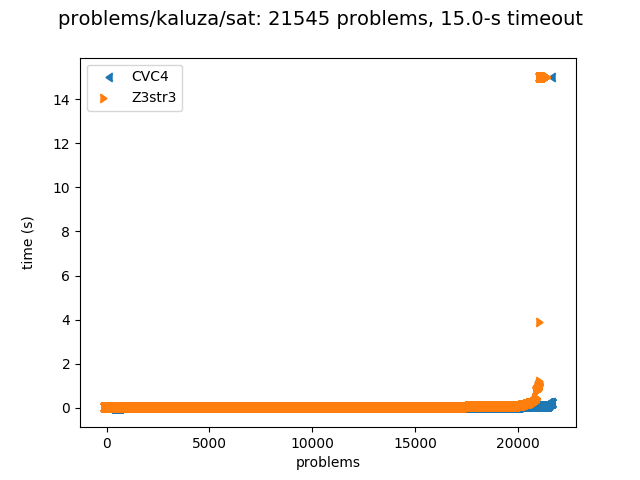 problems/kaluza/sat: 21545 problems, 15.0-s timeout
CVC4
Z3str3
14
12
10
8
6
4
2
0
time (s)
0 5000 10000 15000 20000
problems